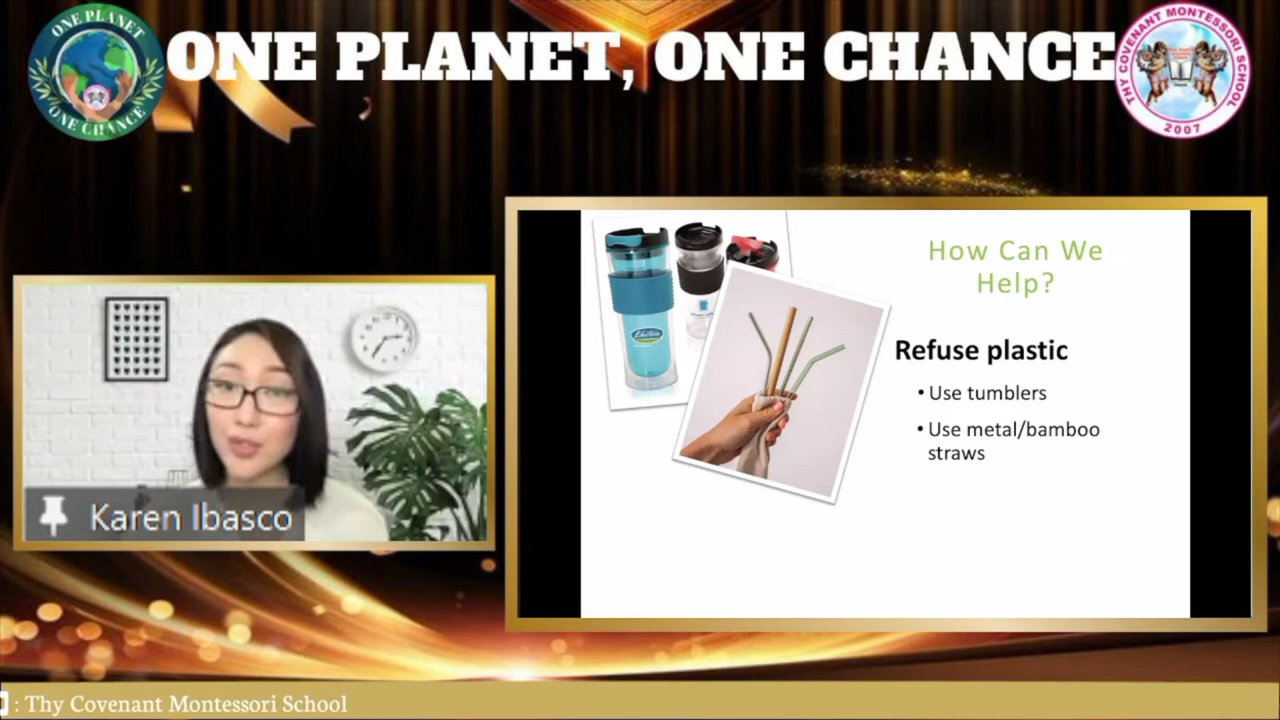 ONE PLANET
ONE CHANCE
ONE PLANET, ONE CHANCE
THY COVENANT MONTESSORI SCHOOL
2007
How Can We
Help?
Refuse plastic
• Use tumblers
• Use metal/bamboo
straws
Karen Ibasco
: Thy Covenant Montessori School